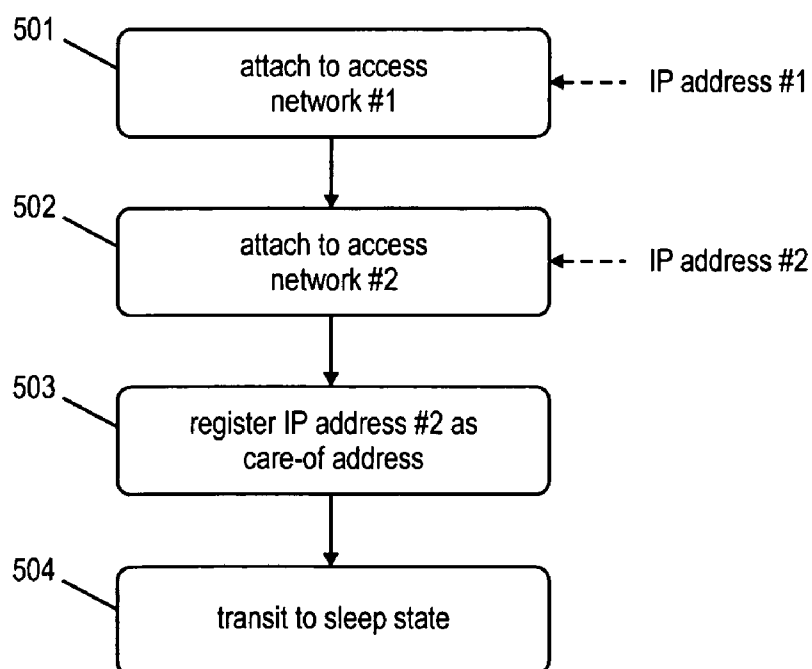 501
attach to access
network #1
IP address #1
502
attach to access
network #2
IP address #2
503
register IP address #2 as
care-of address
504
transit to sleep state